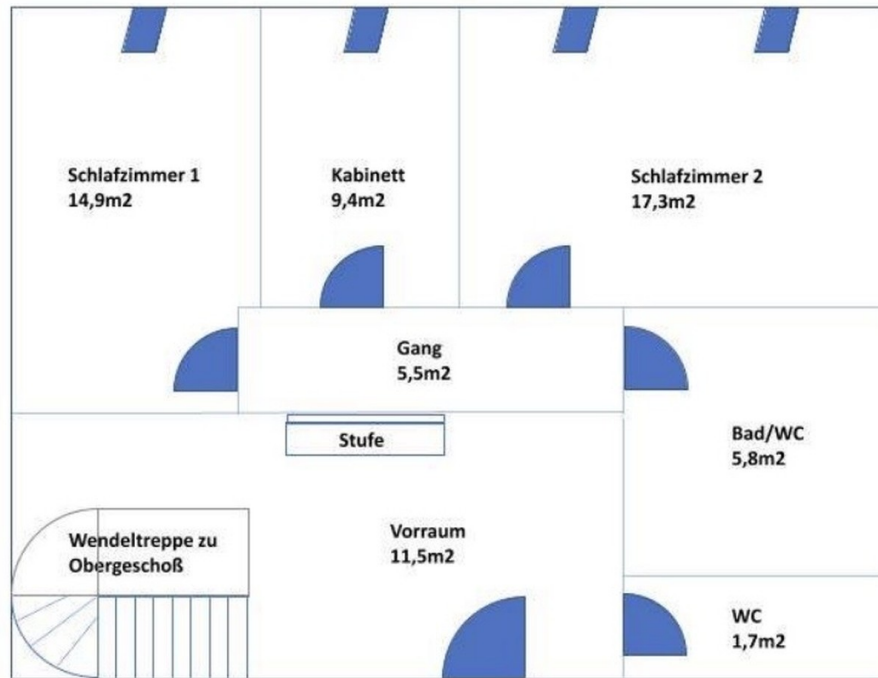 Schlafzimmer 1
14,9m2
Kabinett
9,4m2
Schlafzimmer 2
17,3m2
Gang
5,5m2
Stufe
Bad/WC
5,8m2
Wendeltreppe zu
Obergeschoß
Vorraum
11,5m2
WC
1,7m2